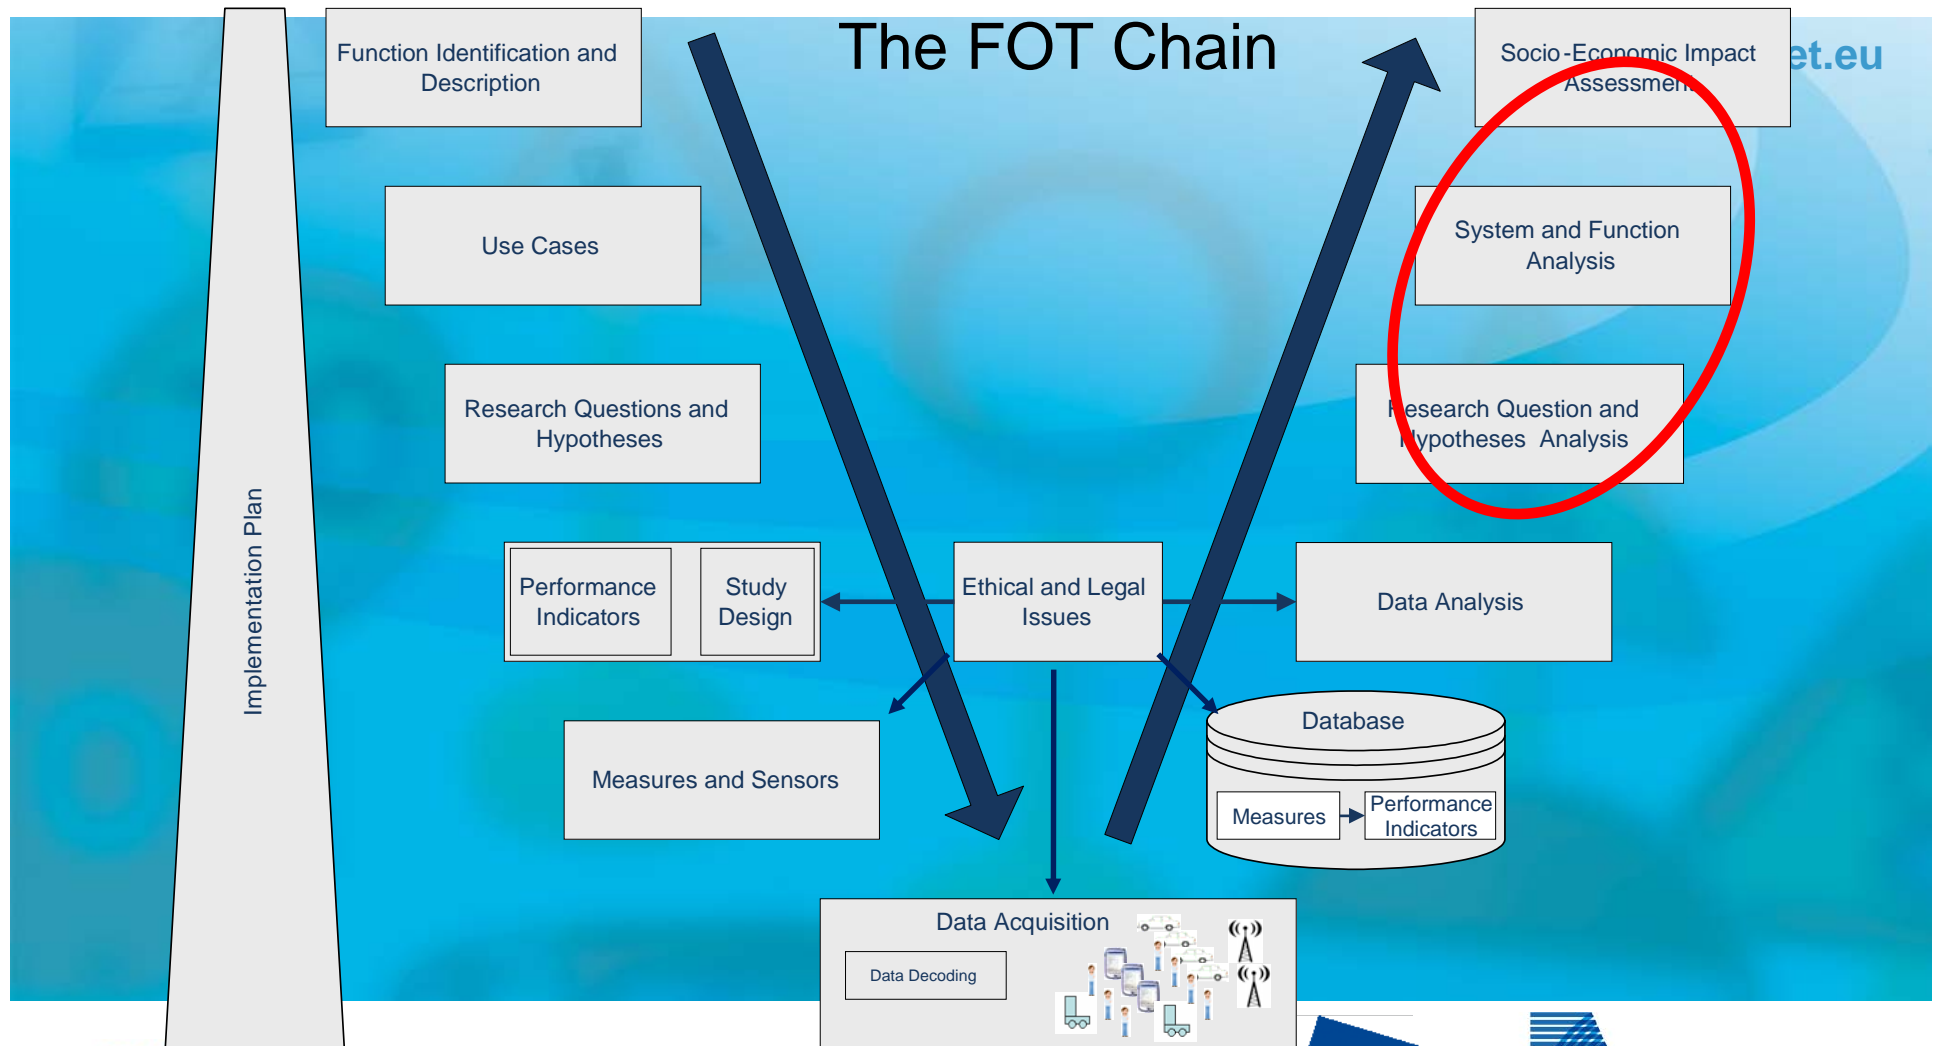 The FOT Chain
et.eu
Function Identification and
Description
Socio-Economic Impact
Assessment
Use Cases
System and Function
Analysis
Research Questions and
Hypotheses
Research Question and
Hypotheses Analysis
Implementation Plan
Performance
Indicators
Study
Design
Ethical and Legal
Issues
Data Analysis
Measures and Sensors
Database
Measures
Performance
Indicators
Data Acquisition
Data Decoding